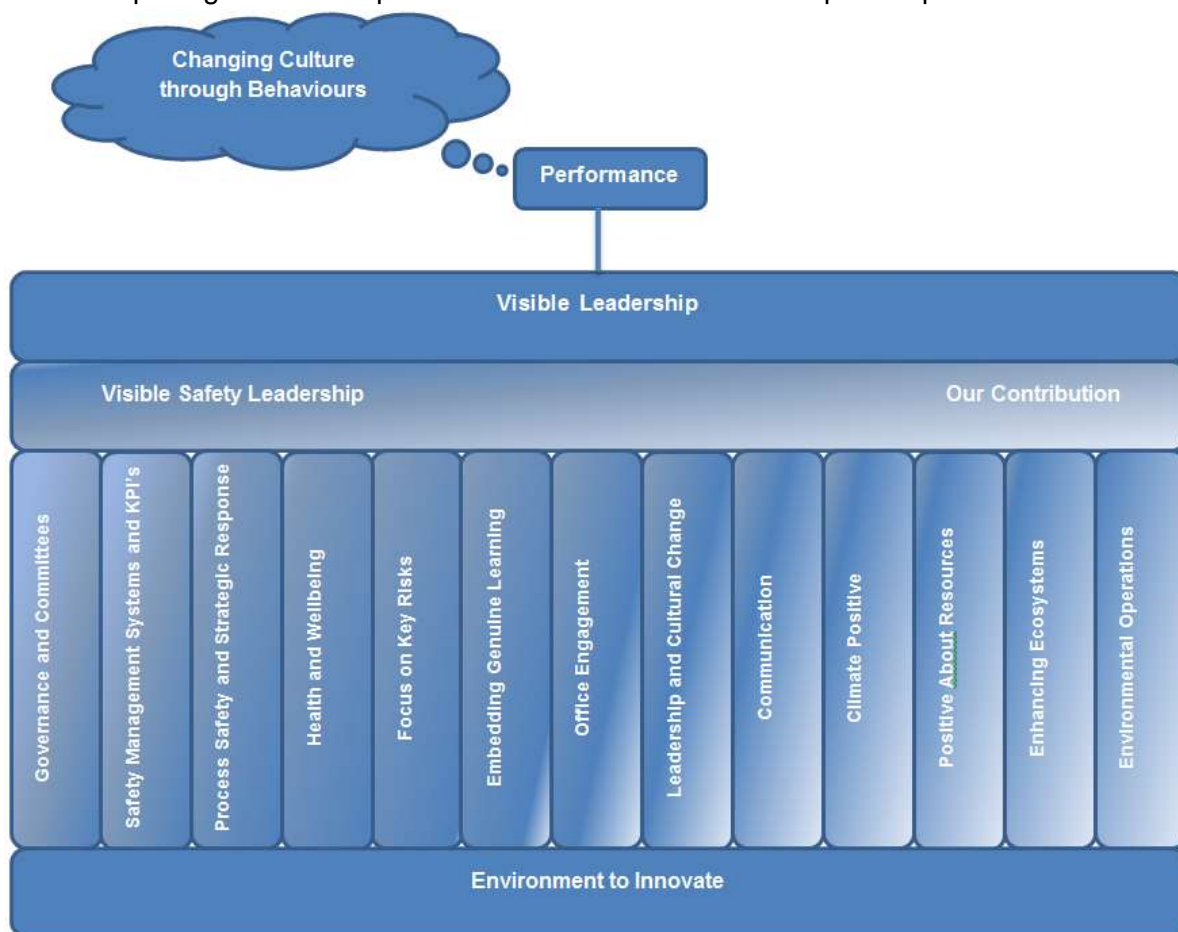 Changing Culture
through Behaviours
Performance
Visible Leadership
Visible Safety Leadership
Our Contribution
Governance and Committees
Safety Management Systems and KPI's
Process Safety and Strategic Response
Health and Wellbeing
Focus on Key Risks
Embedding Genuine Learning
Office Engagement
Leadership and Cultural Change
Communication
Climate Positive
Positive About Resources
Enhancing Ecosystems
Environmental Operations
Environment to Innovate